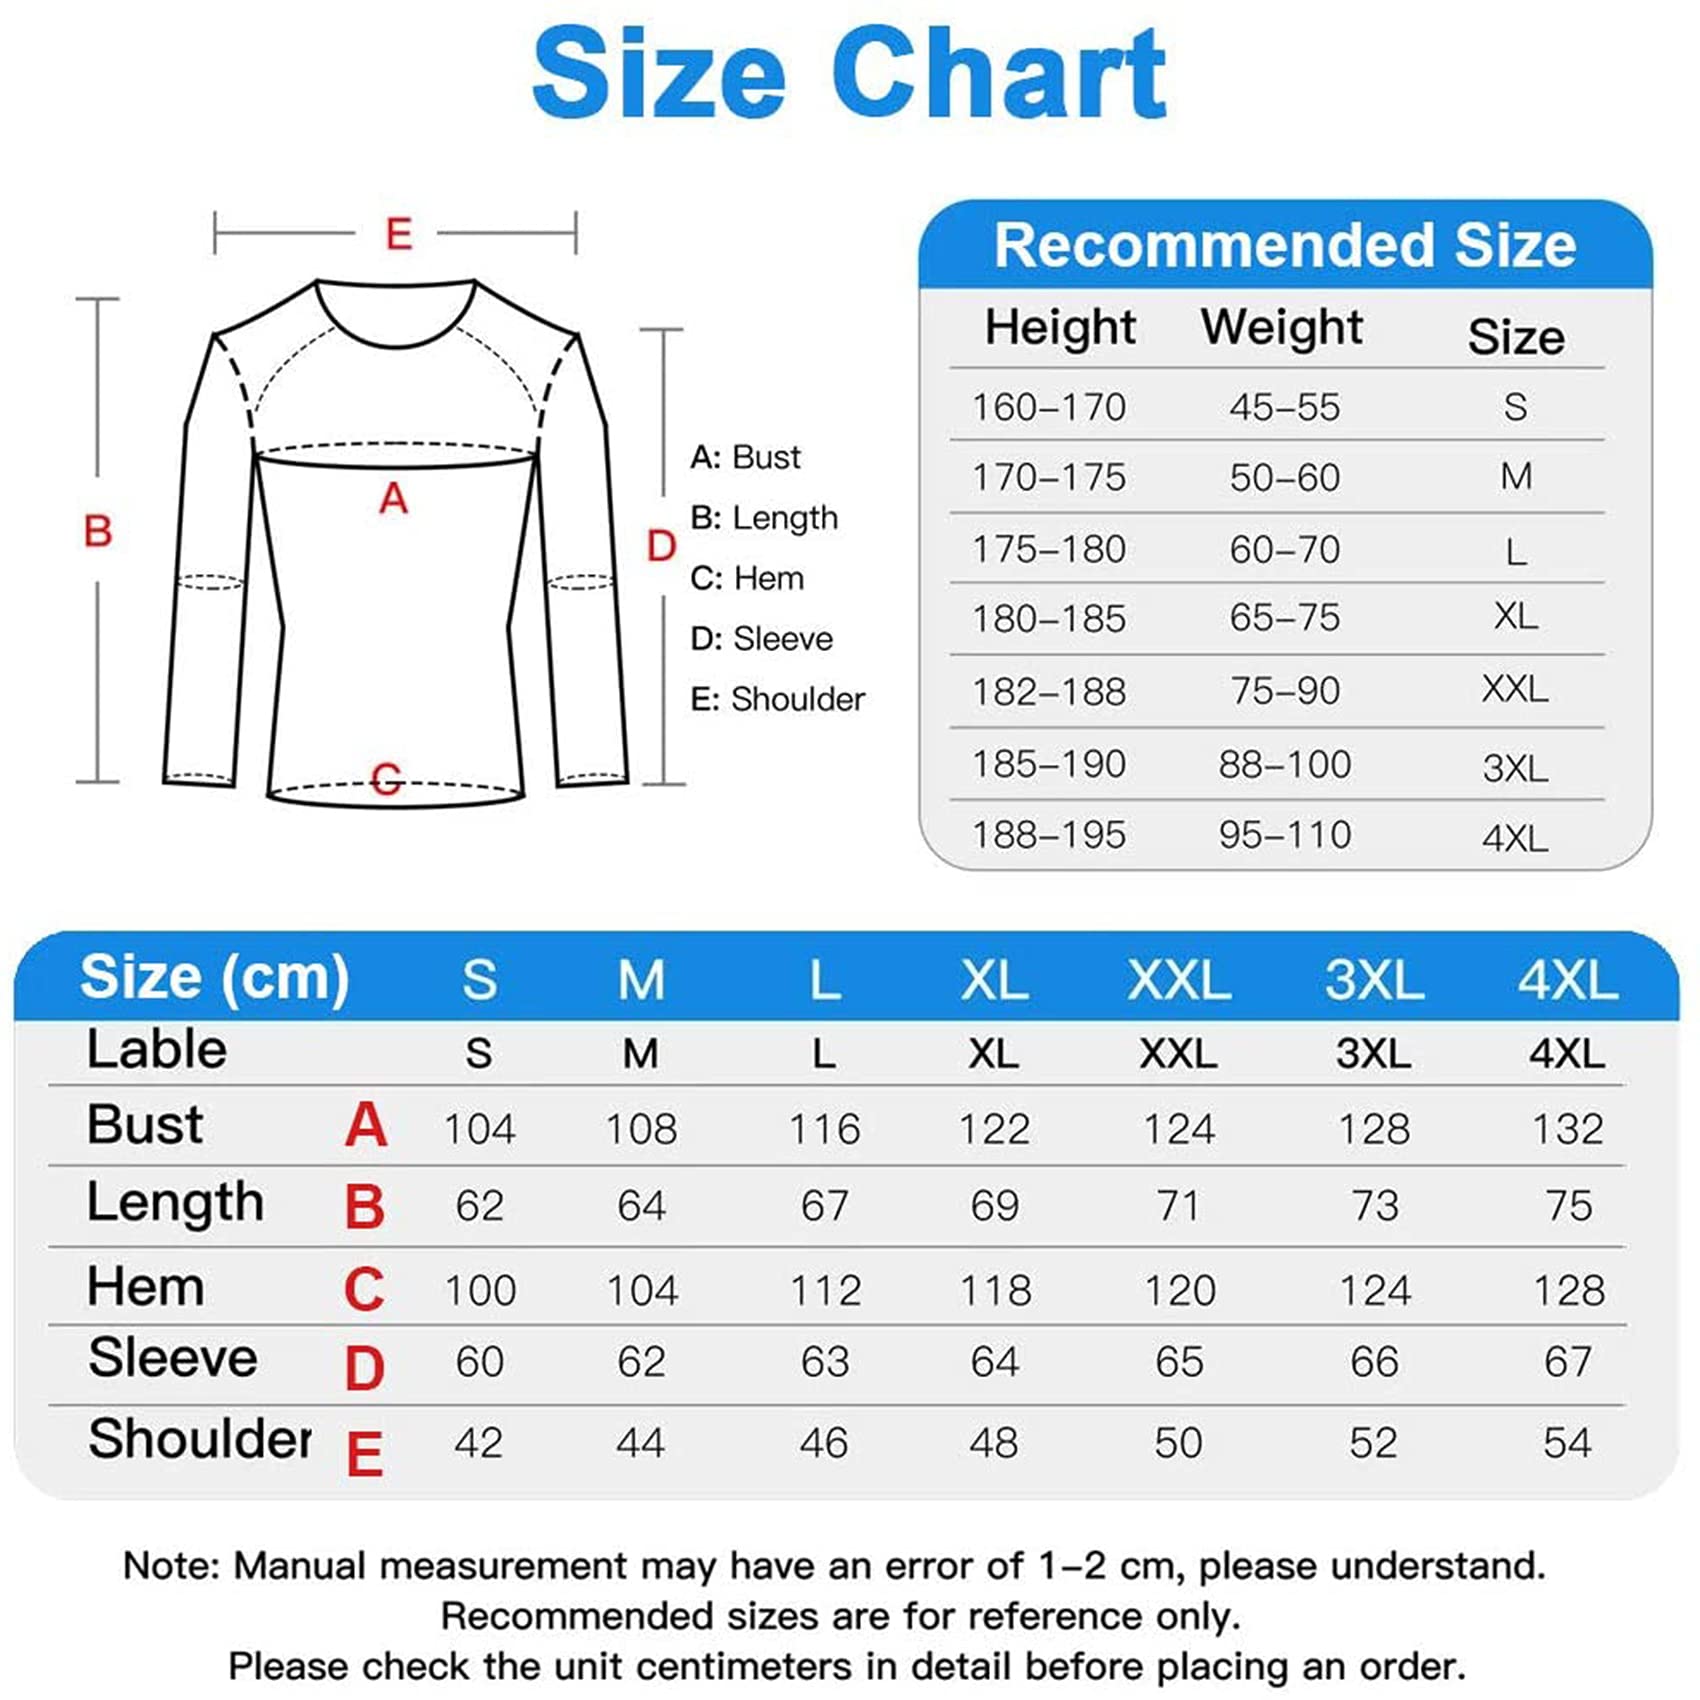 Size Chart
E
B
A
D
C
A: Bust
B: Length
C: Hem
D: Sleeve
E: Shoulder
Recommended Size
Height Weight Size
160–170 45–55 S
170–175 50–60 M
175–180 60–70 L
180–185 65–75 XL
182–188 75–90 XXL
185–190 88–100 3XL
188–195 95–110 4XL
Size (cm) S M L XL XXL 3XL 4XL
Lable S M L XL XXL 3XL 4XL
Bust A 104 108 116 122 124 128 132
Length B 62 64 67 69 71 73 75
Hem C 100 104 112 118 120 124 128
Sleeve D 60 62 63 64 65 66 67
Shoulder E 42 44 46 48 50 52 54
Note: Manual measurement may have an error of 1–2 cm, please understand.
Recommended sizes are for reference only.
Please check the unit centimeters in detail before placing an order.